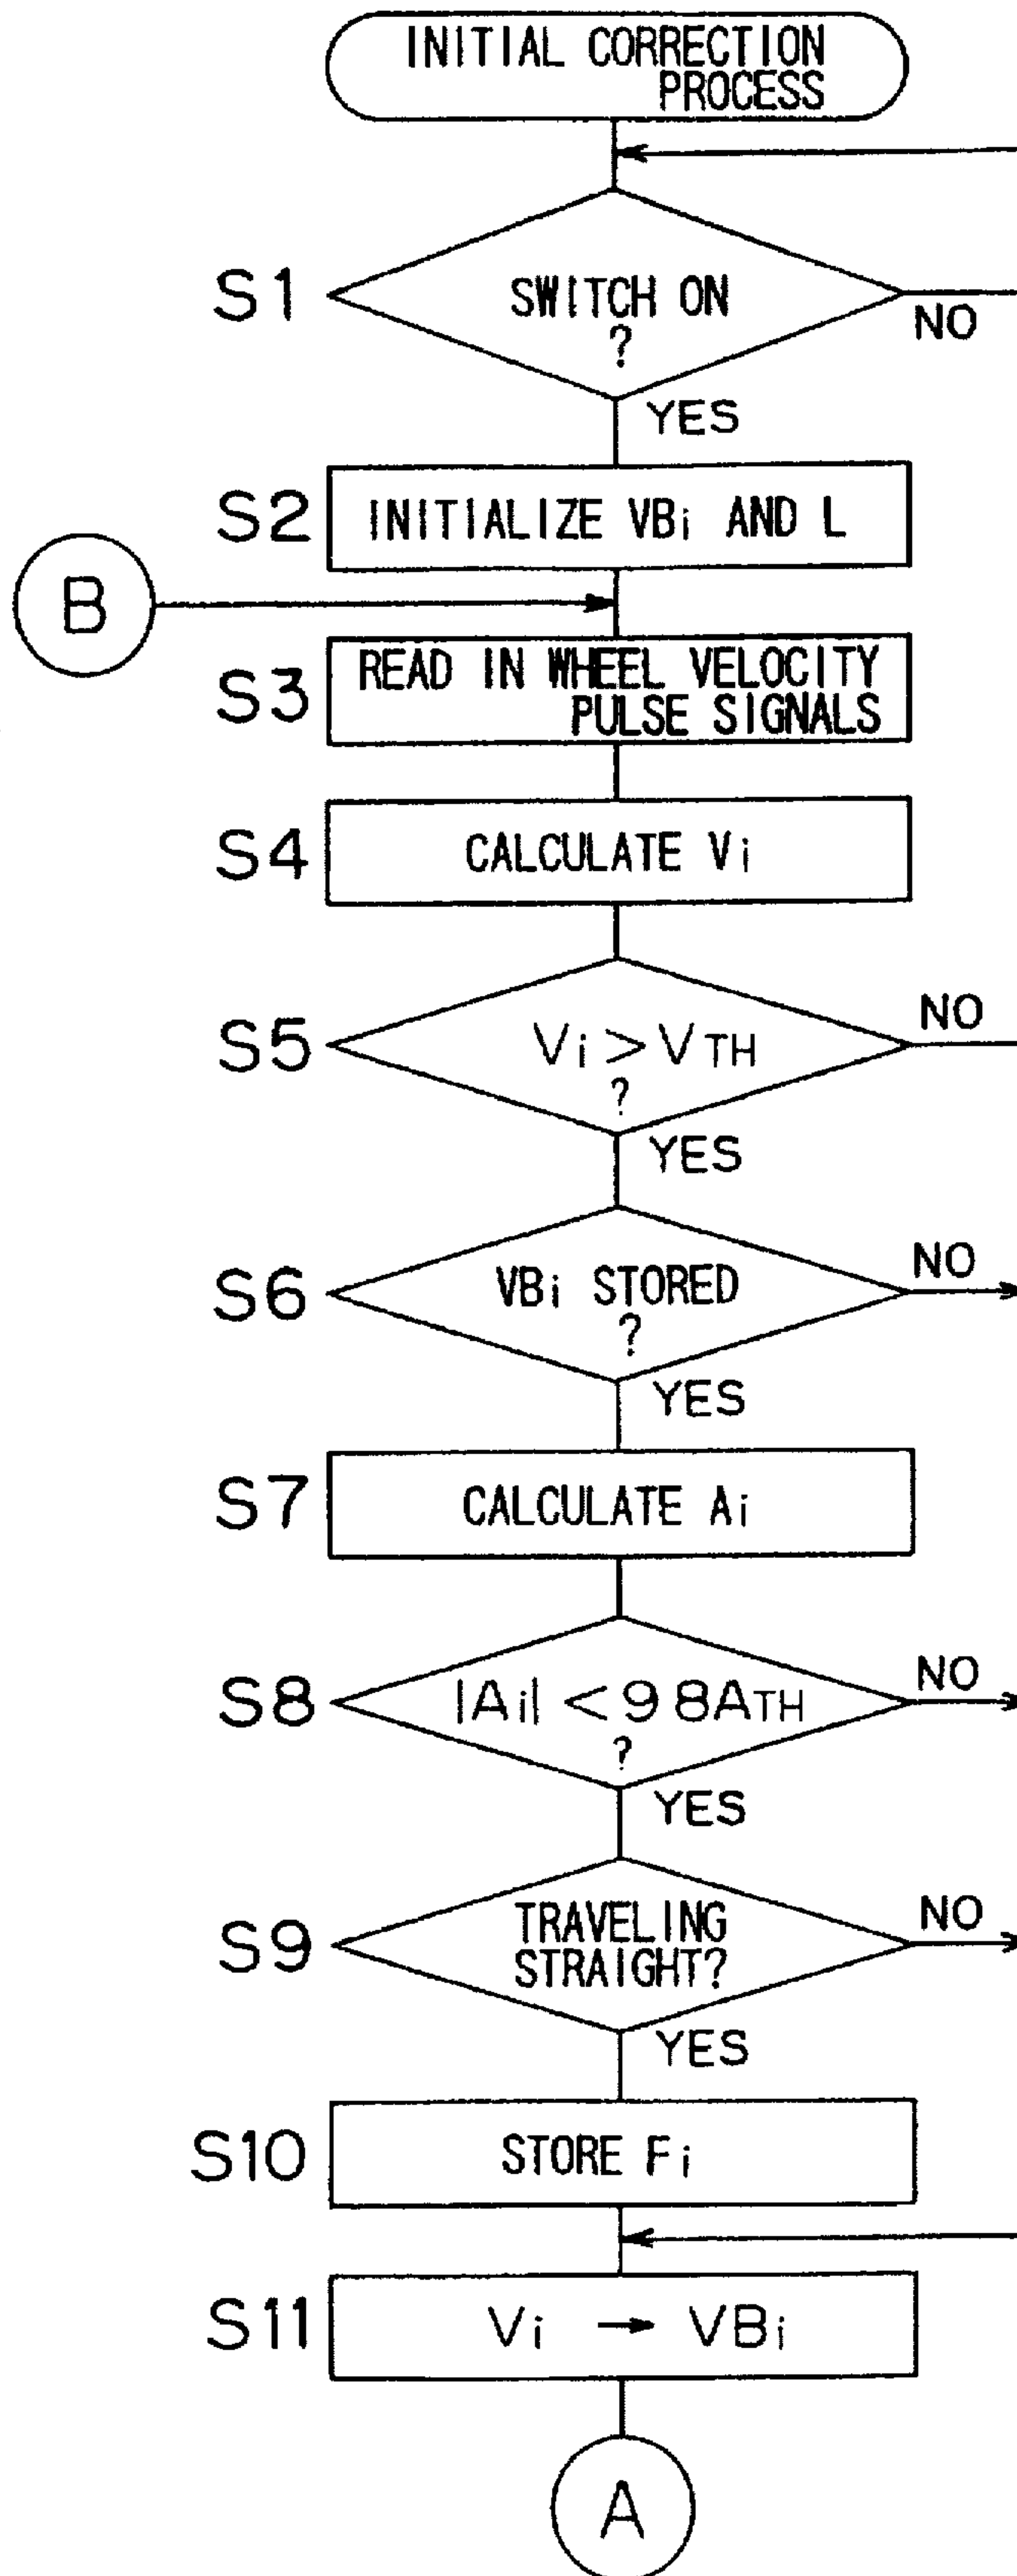 INITIAL CORRECTION
PROCESS
S1
SWITCH ON
?
NO
YES
S2
INITIALIZE VBi AND L
B
S3
READ IN WHEEL VELOCITY
PULSE SIGNALS
S4
CALCULATE Vi
S5
Vi > VTH
?
NO
YES
S6
VBi STORED
?
NO
YES
S7
CALCULATE Ai
S8
|Ai| < 9 8ATH
?
NO
YES
S9
TRAVELING
STRAIGHT?
NO
YES
S10
STORE Fi
S11
Vi → VBi
A